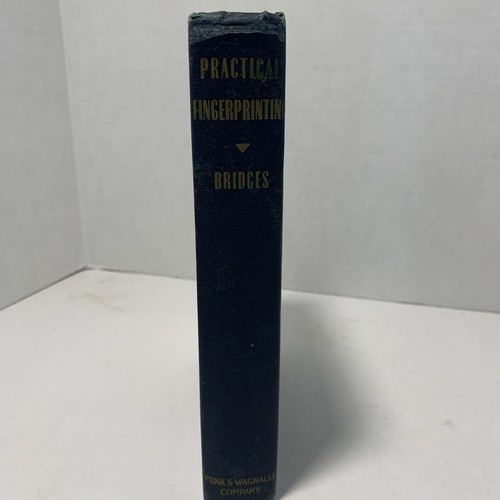 PRACTICAL
FINGERPRINTING
BRIDGES
FUNK & WAGNALLS
COMPANY